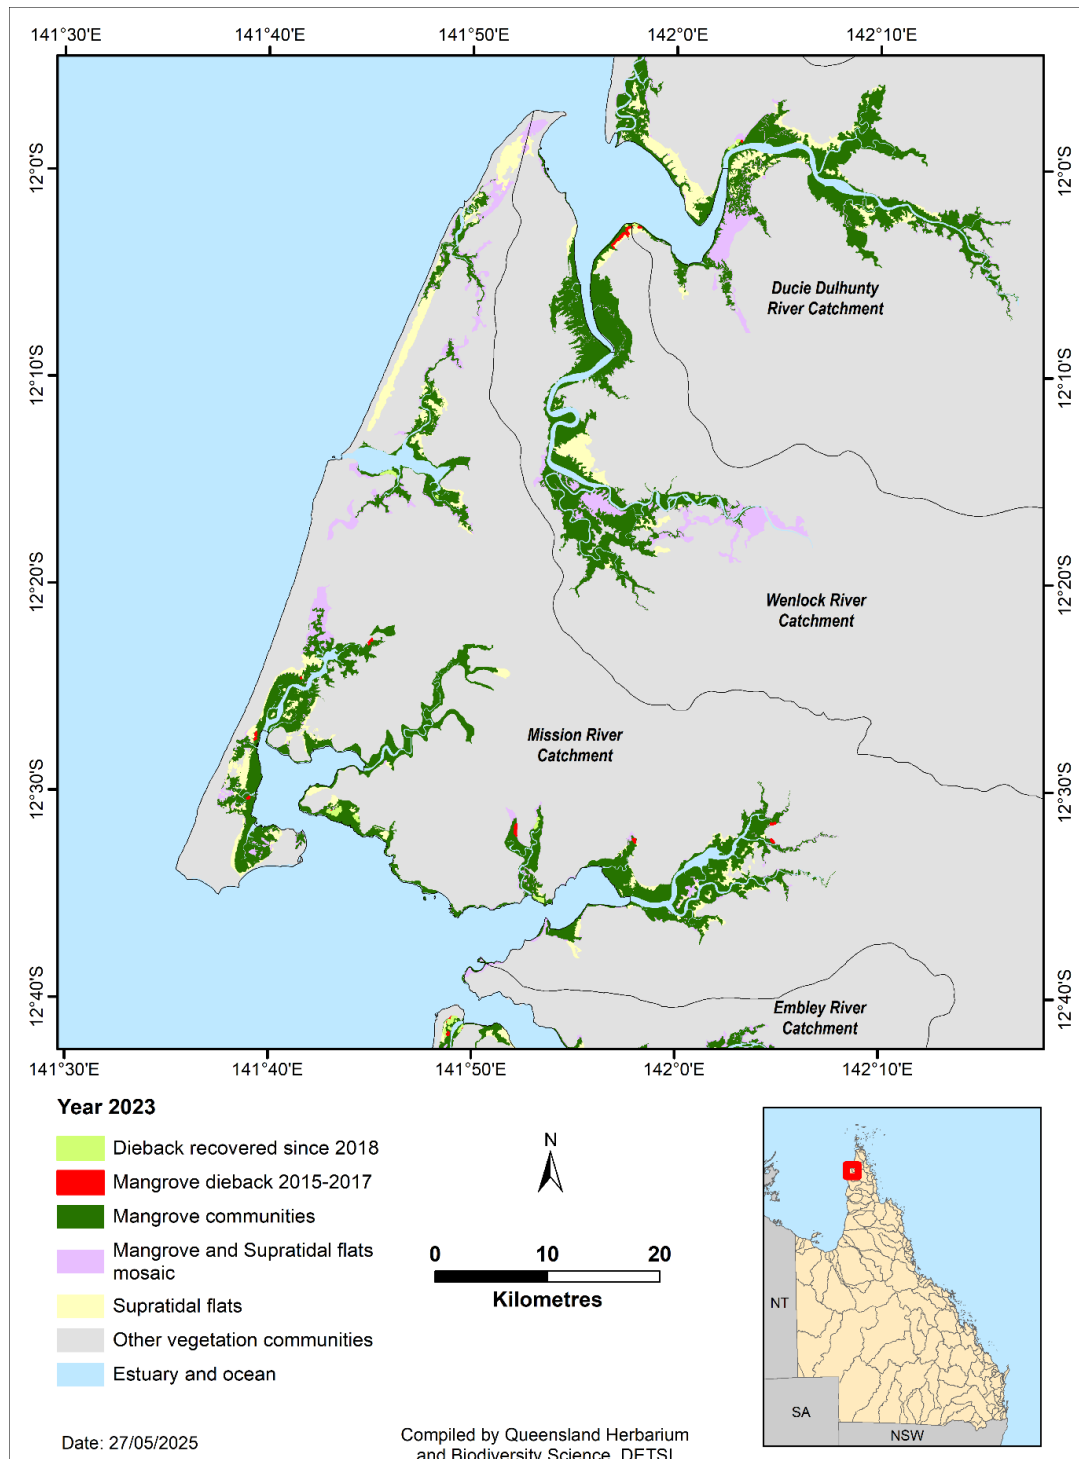 141°30'E 141°40'E 141°50'E 142°0'E 142°10'E
12°0'S 12°0'S
Ducie Dulhunty
River Catchment
12°10'S 12°10'S
12°20'S 12°20'S
Wenlock River
Catchment
Mission River
Catchment
12°30'S 12°30'S
12°40'S 12°40'S
Embley River
Catchment
141°30'E 141°40'E 141°50'E 142°0'E 142°10'E
Year 2023
Dieback recovered since 2018
Mangrove dieback 2015-2017
Mangrove communities
Mangrove and Supratidal flats
mosaic
Supratidal flats
Other vegetation communities
Estuary and ocean
N
0 10 20
Kilometres
NT
SA
NSW
Date: 27/05/2025
Compiled by Queensland Herbarium
and Biodiversity Science, DETSI